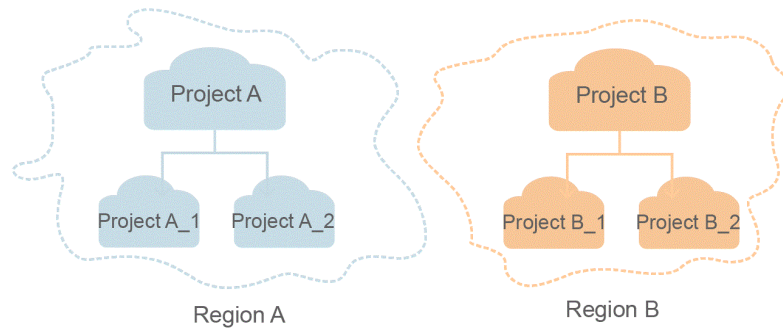 Project A
Project A_1
Project A_2
Region A
Project B
Project B_1
Project B_2
Region B